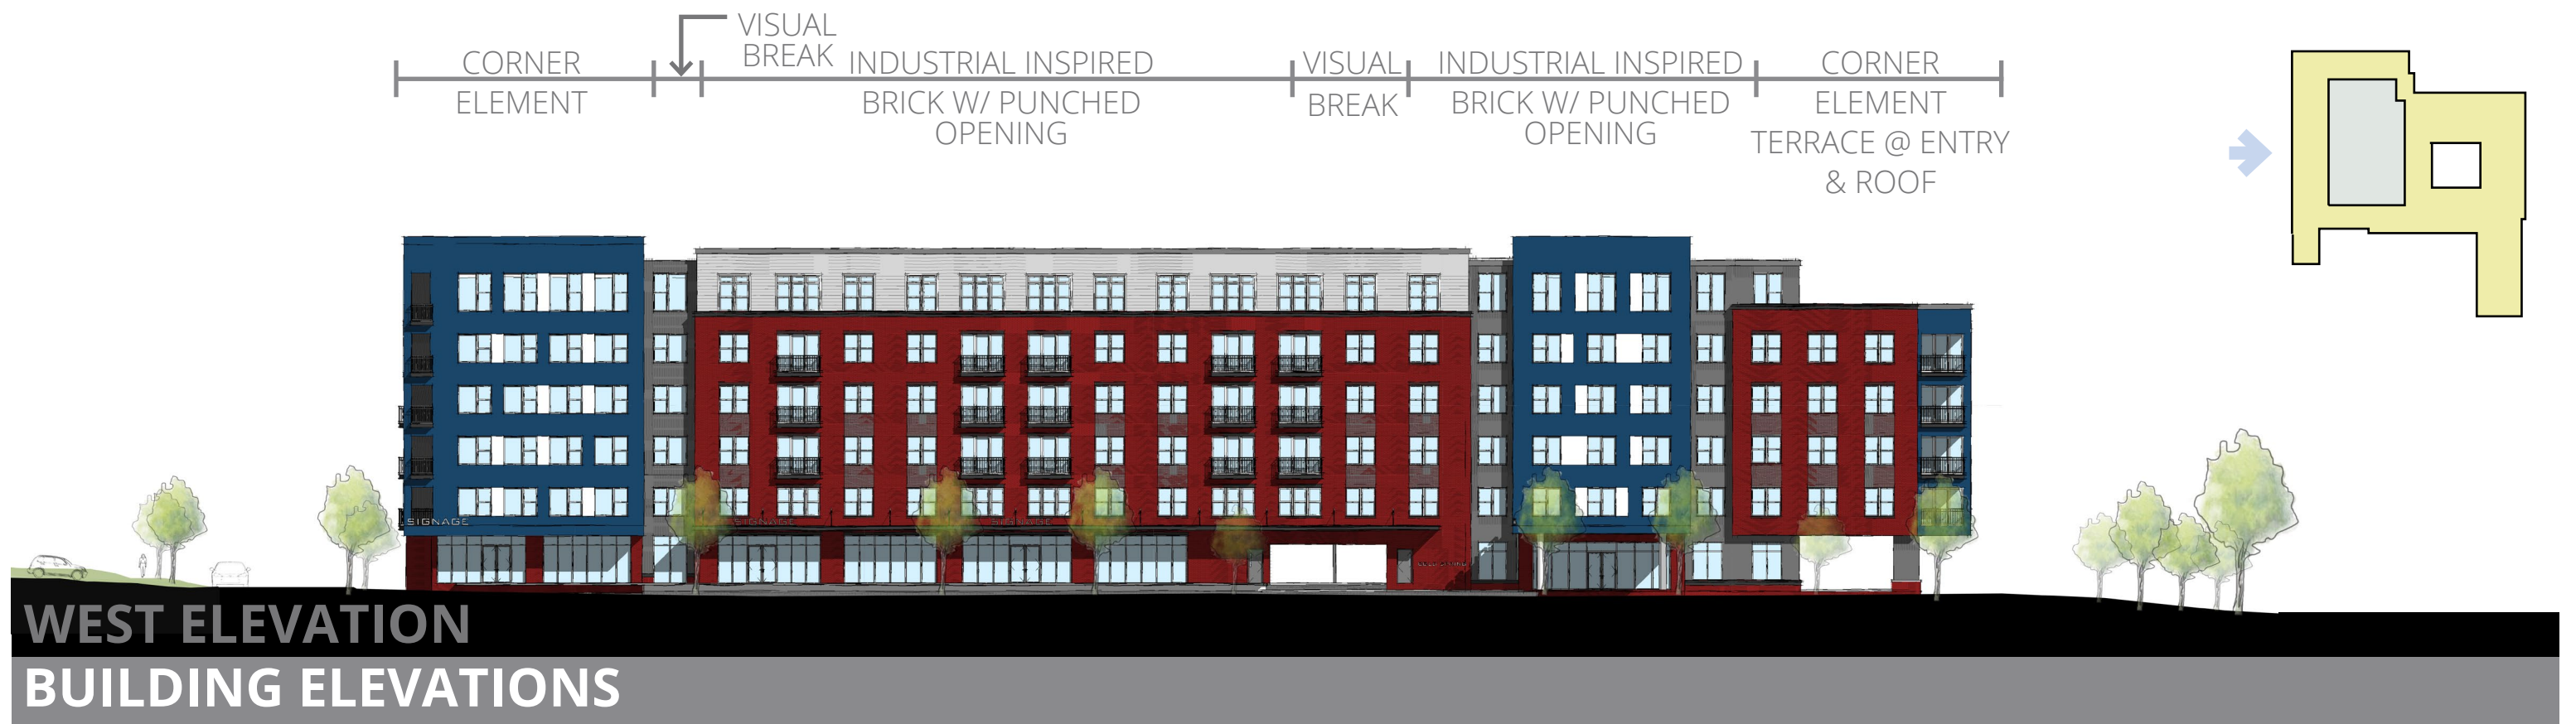 VISUAL
BREAK
CORNER
ELEMENT
INDUSTRIAL INSPIRED
BRICK W/ PUNCHED
OPENING
VISUAL
BREAK
INDUSTRIAL INSPIRED
BRICK W/ PUNCHED
OPENING
CORNER
ELEMENT
TERRACE @ ENTRY
& ROOF
SIGNAGE
SIGNAGE
SIGNAGE
WEST ELEVATION
BUILDING ELEVATIONS